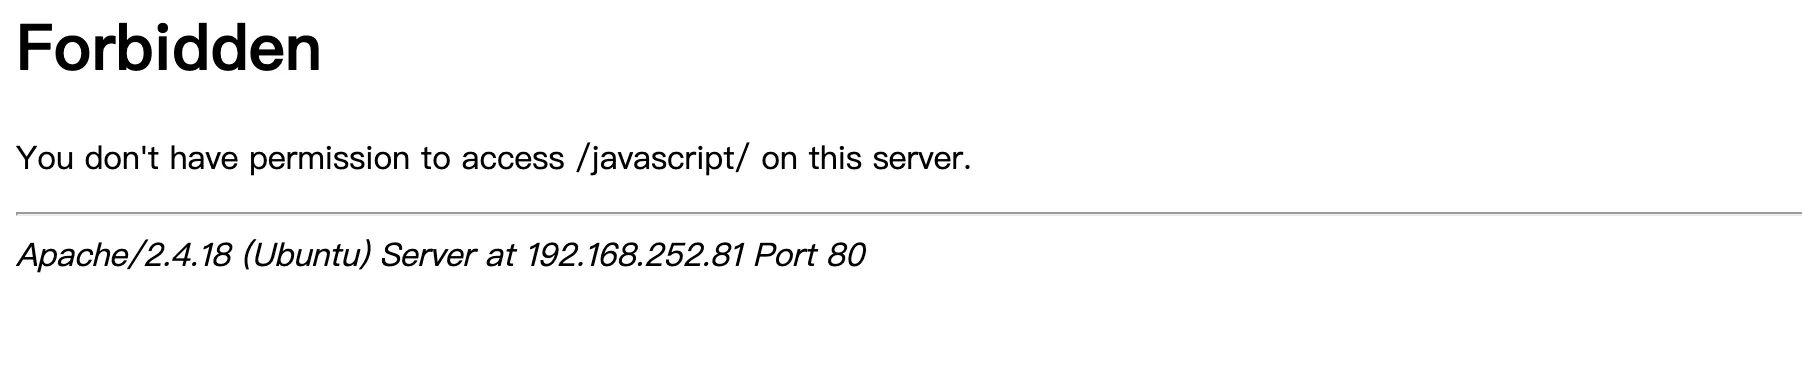 Forbidden
You don't have permission to access /javascript/ on this server.
Apache/2.4.18 (Ubuntu) Server at 192.168.252.81 Port 80